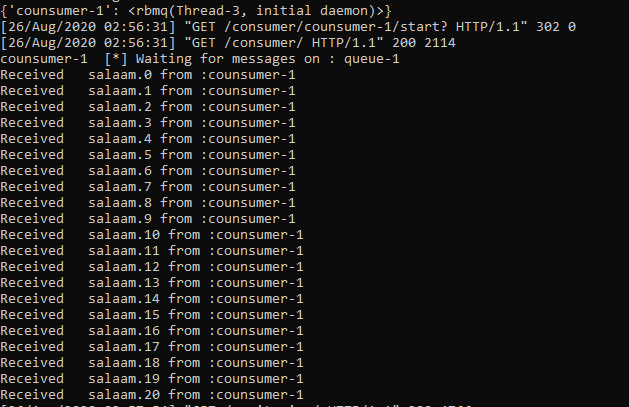 {'counsumer-1': <rbmq(Thread-3, initial daemon)>}
[26/Aug/2020 02:56:31] "GET /consumer/counsumer-1/start? HTTP/1.1" 302 0
[26/Aug/2020 02:56:31] "GET /consumer/ HTTP/1.1" 200 2114
counsumer-1  [*] Waiting for messages on : queue-1
Received   salaam.0 from :counsumer-1
Received   salaam.1 from :counsumer-1
Received   salaam.2 from :counsumer-1
Received   salaam.3 from :counsumer-1
Received   salaam.4 from :counsumer-1
Received   salaam.5 from :counsumer-1
Received   salaam.6 from :counsumer-1
Received   salaam.7 from :counsumer-1
Received   salaam.8 from :counsumer-1
Received   salaam.9 from :counsumer-1
Received   salaam.10 from :counsumer-1
Received   salaam.11 from :counsumer-1
Received   salaam.12 from :counsumer-1
Received   salaam.13 from :counsumer-1
Received   salaam.14 from :counsumer-1
Received   salaam.15 from :counsumer-1
Received   salaam.16 from :counsumer-1
Received   salaam.17 from :counsumer-1
Received   salaam.18 from :counsumer-1
Received   salaam.19 from :counsumer-1
Received   salaam.20 from :counsumer-1